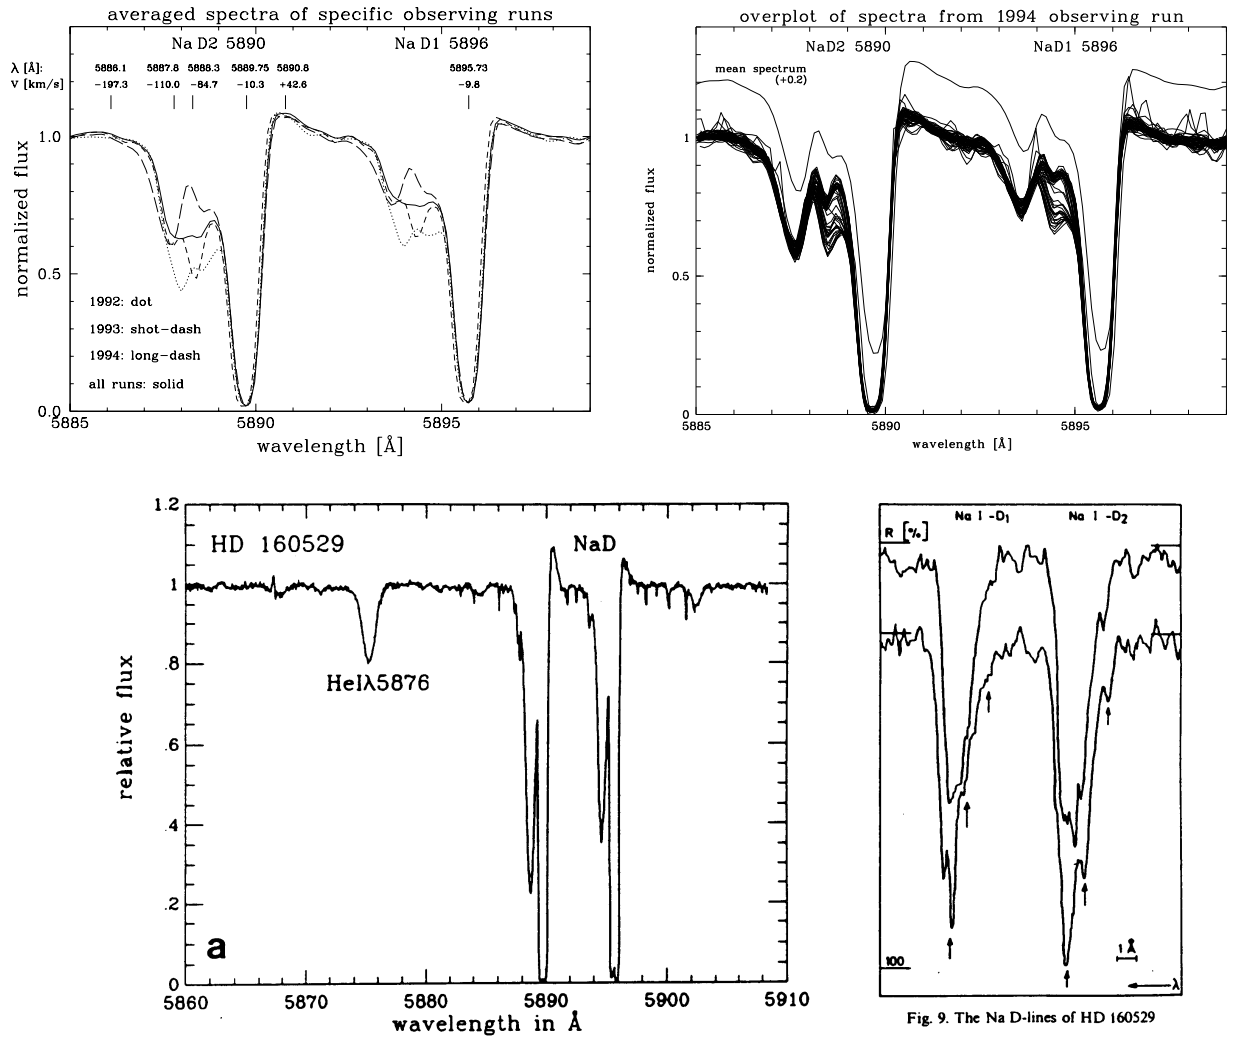 averaged spectra of specific observing runs
Na D2 5890
Na D1 5896
λ [Å]: 5886.1 5887.8 5888.3 5889.75 5890.8 5895.73
V [km/s] −197.3 −110.0 −84.7 −10.3 +42.6 −9.8
1.0
0.5
0.0
normalized flux
1992: dot
1993: shot-dash
1994: long-dash
all runs: solid
5885 5890 5895
wavelength [Å]
overplot of spectra from 1994 observing run
NaD2 5890
NaD1 5896
mean spectrum
(+0.2)
1
0.5
0
normalized flux
5885 5890 5895
wavelength [Å]
1.2
1
.8
.6
.4
.2
0
relative flux
HD 160529
NaD
HeIλ5876
a
5860 5870 5880 5890 5900 5910
wavelength in Å
Na I -D₁ Na I -D₂
R [%]
100
1 Å
λ
Fig. 9. The Na D-lines of HD 160529